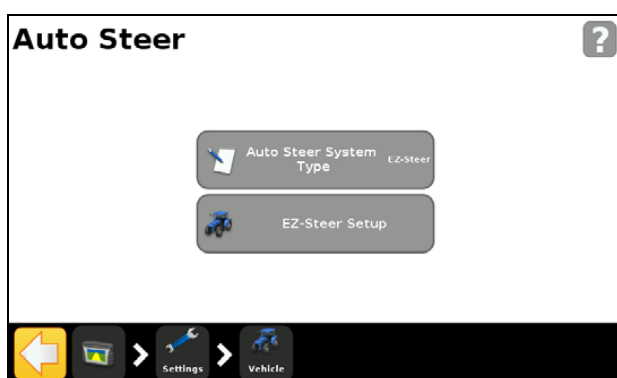 Auto Steer
?
Auto Steer System
Type
EZ-Steer
EZ-Steer Setup
Settings
Vehicle